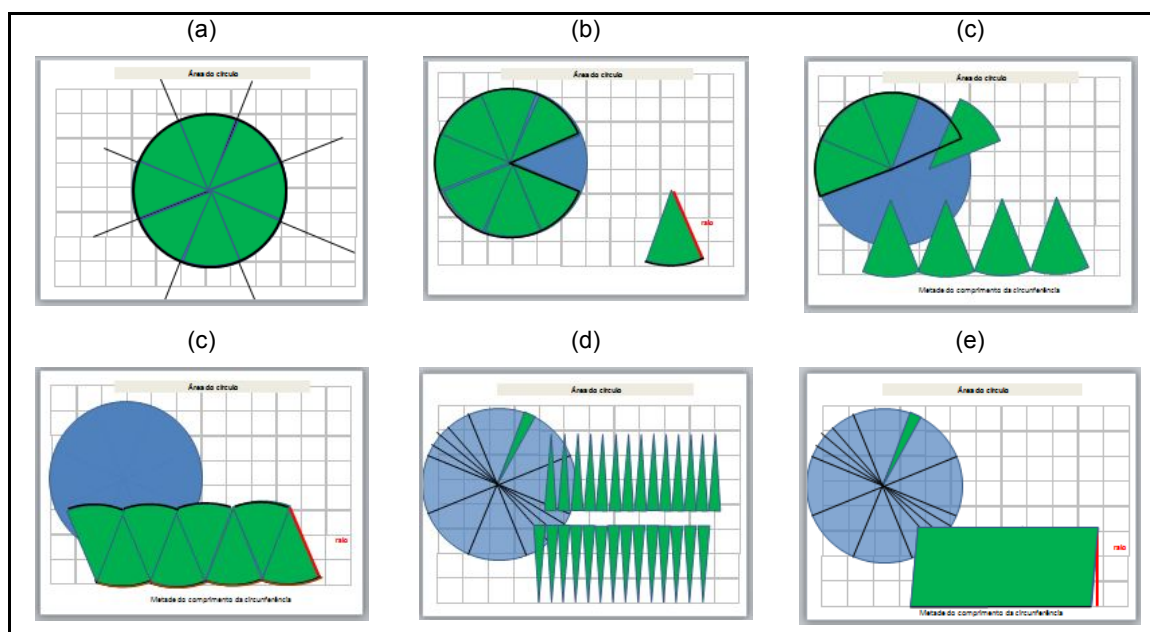 (a)
(b)
(c)
Área do círculo
Área do círculo
Área do círculo
raio
Metade do comprimento da circunferência
(c)
(d)
(e)
Área do círculo
Área do círculo
Área do círculo
raio
raio
Metade do comprimento da circunferência
Metade do comprimento da circunferência